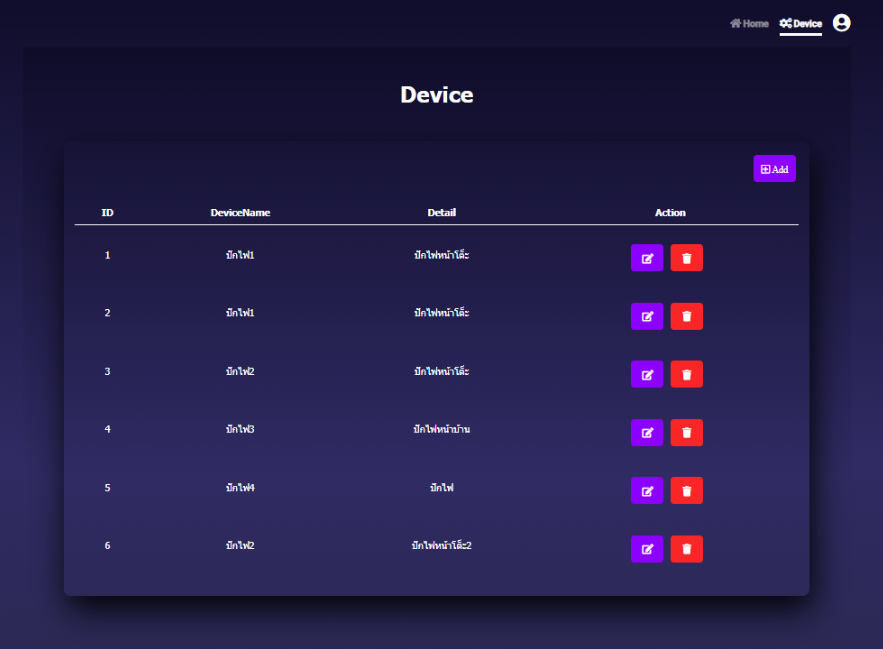 Home Device
Device
Add
ID DeviceName Detail Action
1 ปักไฟ1 ปักไฟหน้าโต๊ะ
2 ปักไฟ1 ปักไฟหน้าโต๊ะ
3 ปักไฟ2 ปักไฟหน้าโต๊ะ
4 ปักไฟ3 ปักไฟหน้าบ้าน
5 ปักไฟ4 ปักไฟ
6 ปักไฟ2 ปักไฟหน้าโต๊ะ2